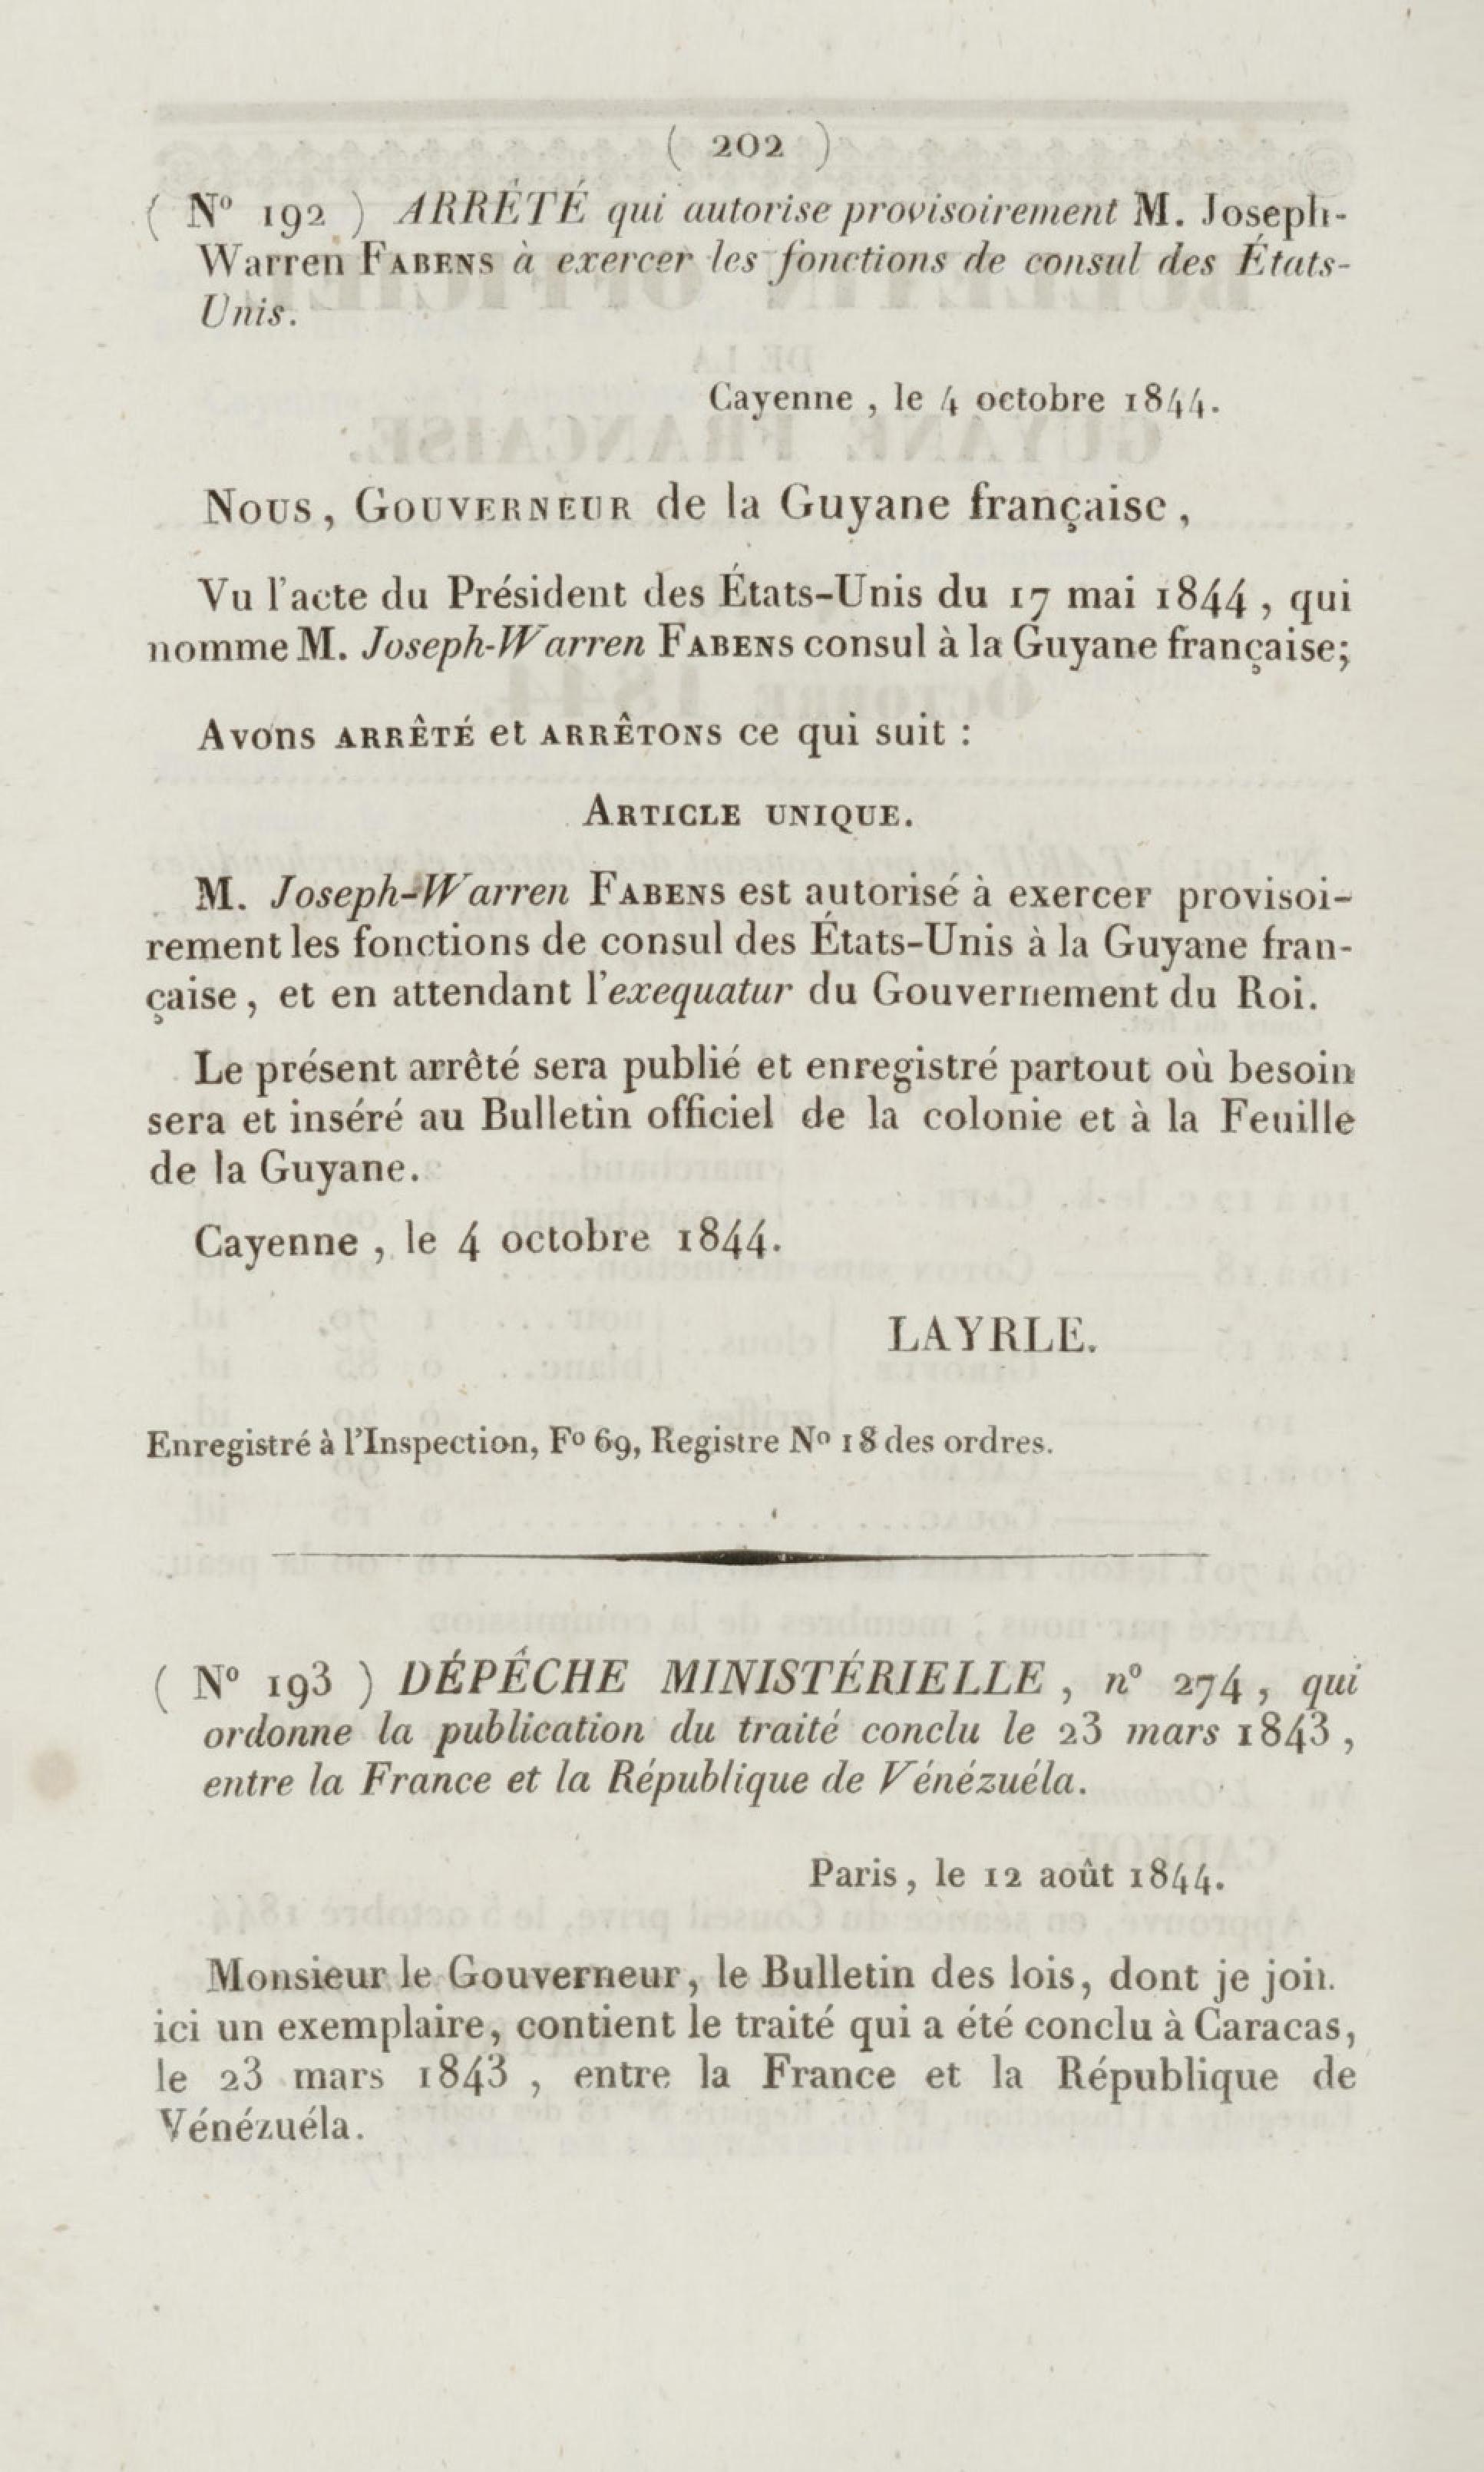 ( 202 )
( Nº 192 ) ARRÊTÉ qui autorise provisoirement M. Joseph-
Warren FABENS à exercer les fonctions de consul des États-
Unis.
Cayenne , le 4 octobre 1844.
NOUS, GOUVERNEUR de la Guyane française,
Vu l'acte du Président des États-Unis du 17 mai 1844, qui
nomme M. Joseph-Warren FABENS consul à la Guyane française;
Avons ARRÊTÉ et ARRÊTONS ce qui suit :
ARTICLE UNIQUE.
M. Joseph-Warren FABENS est autorisé à exercer provisoi-
rement les fonctions de consul des États-Unis à la Guyane fran-
çaise, et en attendant l'exequatur du Gouvernement du Roi.
Le présent arrêté sera publié et enregistré partout où besoin
sera et inséré au Bulletin officiel de la colonie et à la Feuille
de la Guyane.
Cayenne , le 4 octobre 1844.
LAYRLE.
Enregistré à l'Inspection, Fº 69, Registre Nº 18 des ordres.
( Nº 193 ) DÉPÊCHE MINISTÉRIELLE, nº 274, qui
ordonne la publication du traité conclu le 23 mars 1843,
entre la France et la République de Vénézuéla.
Paris, le 12 août 1844.
Monsieur le Gouverneur, le Bulletin des lois, dont je join
ici un exemplaire, contient le traité qui a été conclu à Caracas,
le 23 mars 1843 , entre la France et la République de
Vénézuéla.